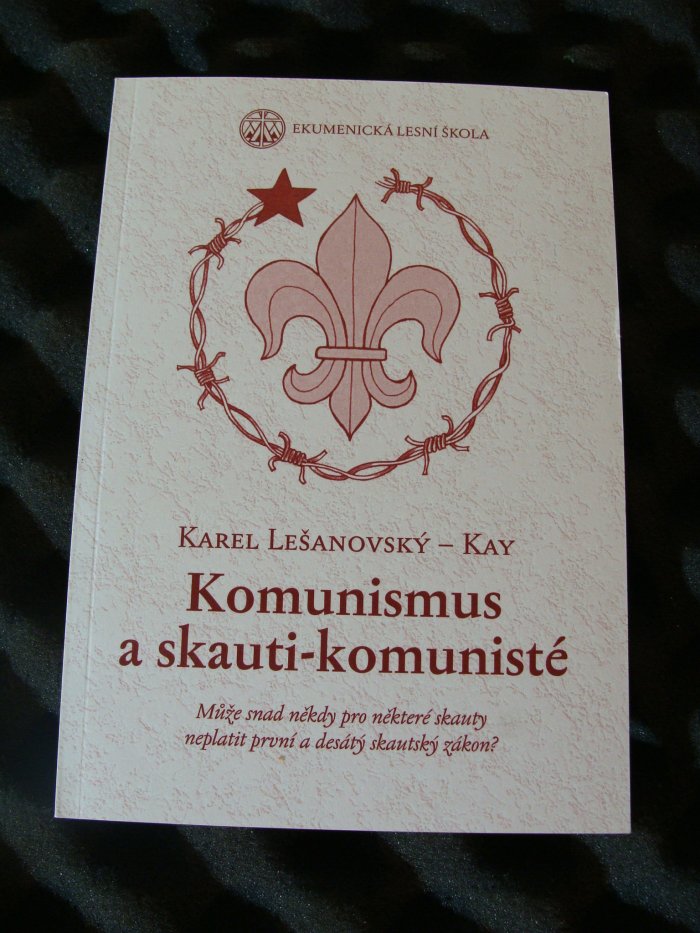 EKUMENICKÁ LESNÍ ŠKOLA
KAREL LEŠANOVSKÝ – KAY
Komunismus
a skauti-komunisté
Může snad někdy pro některé skauty
neplatit první a desátý skautský zákon?